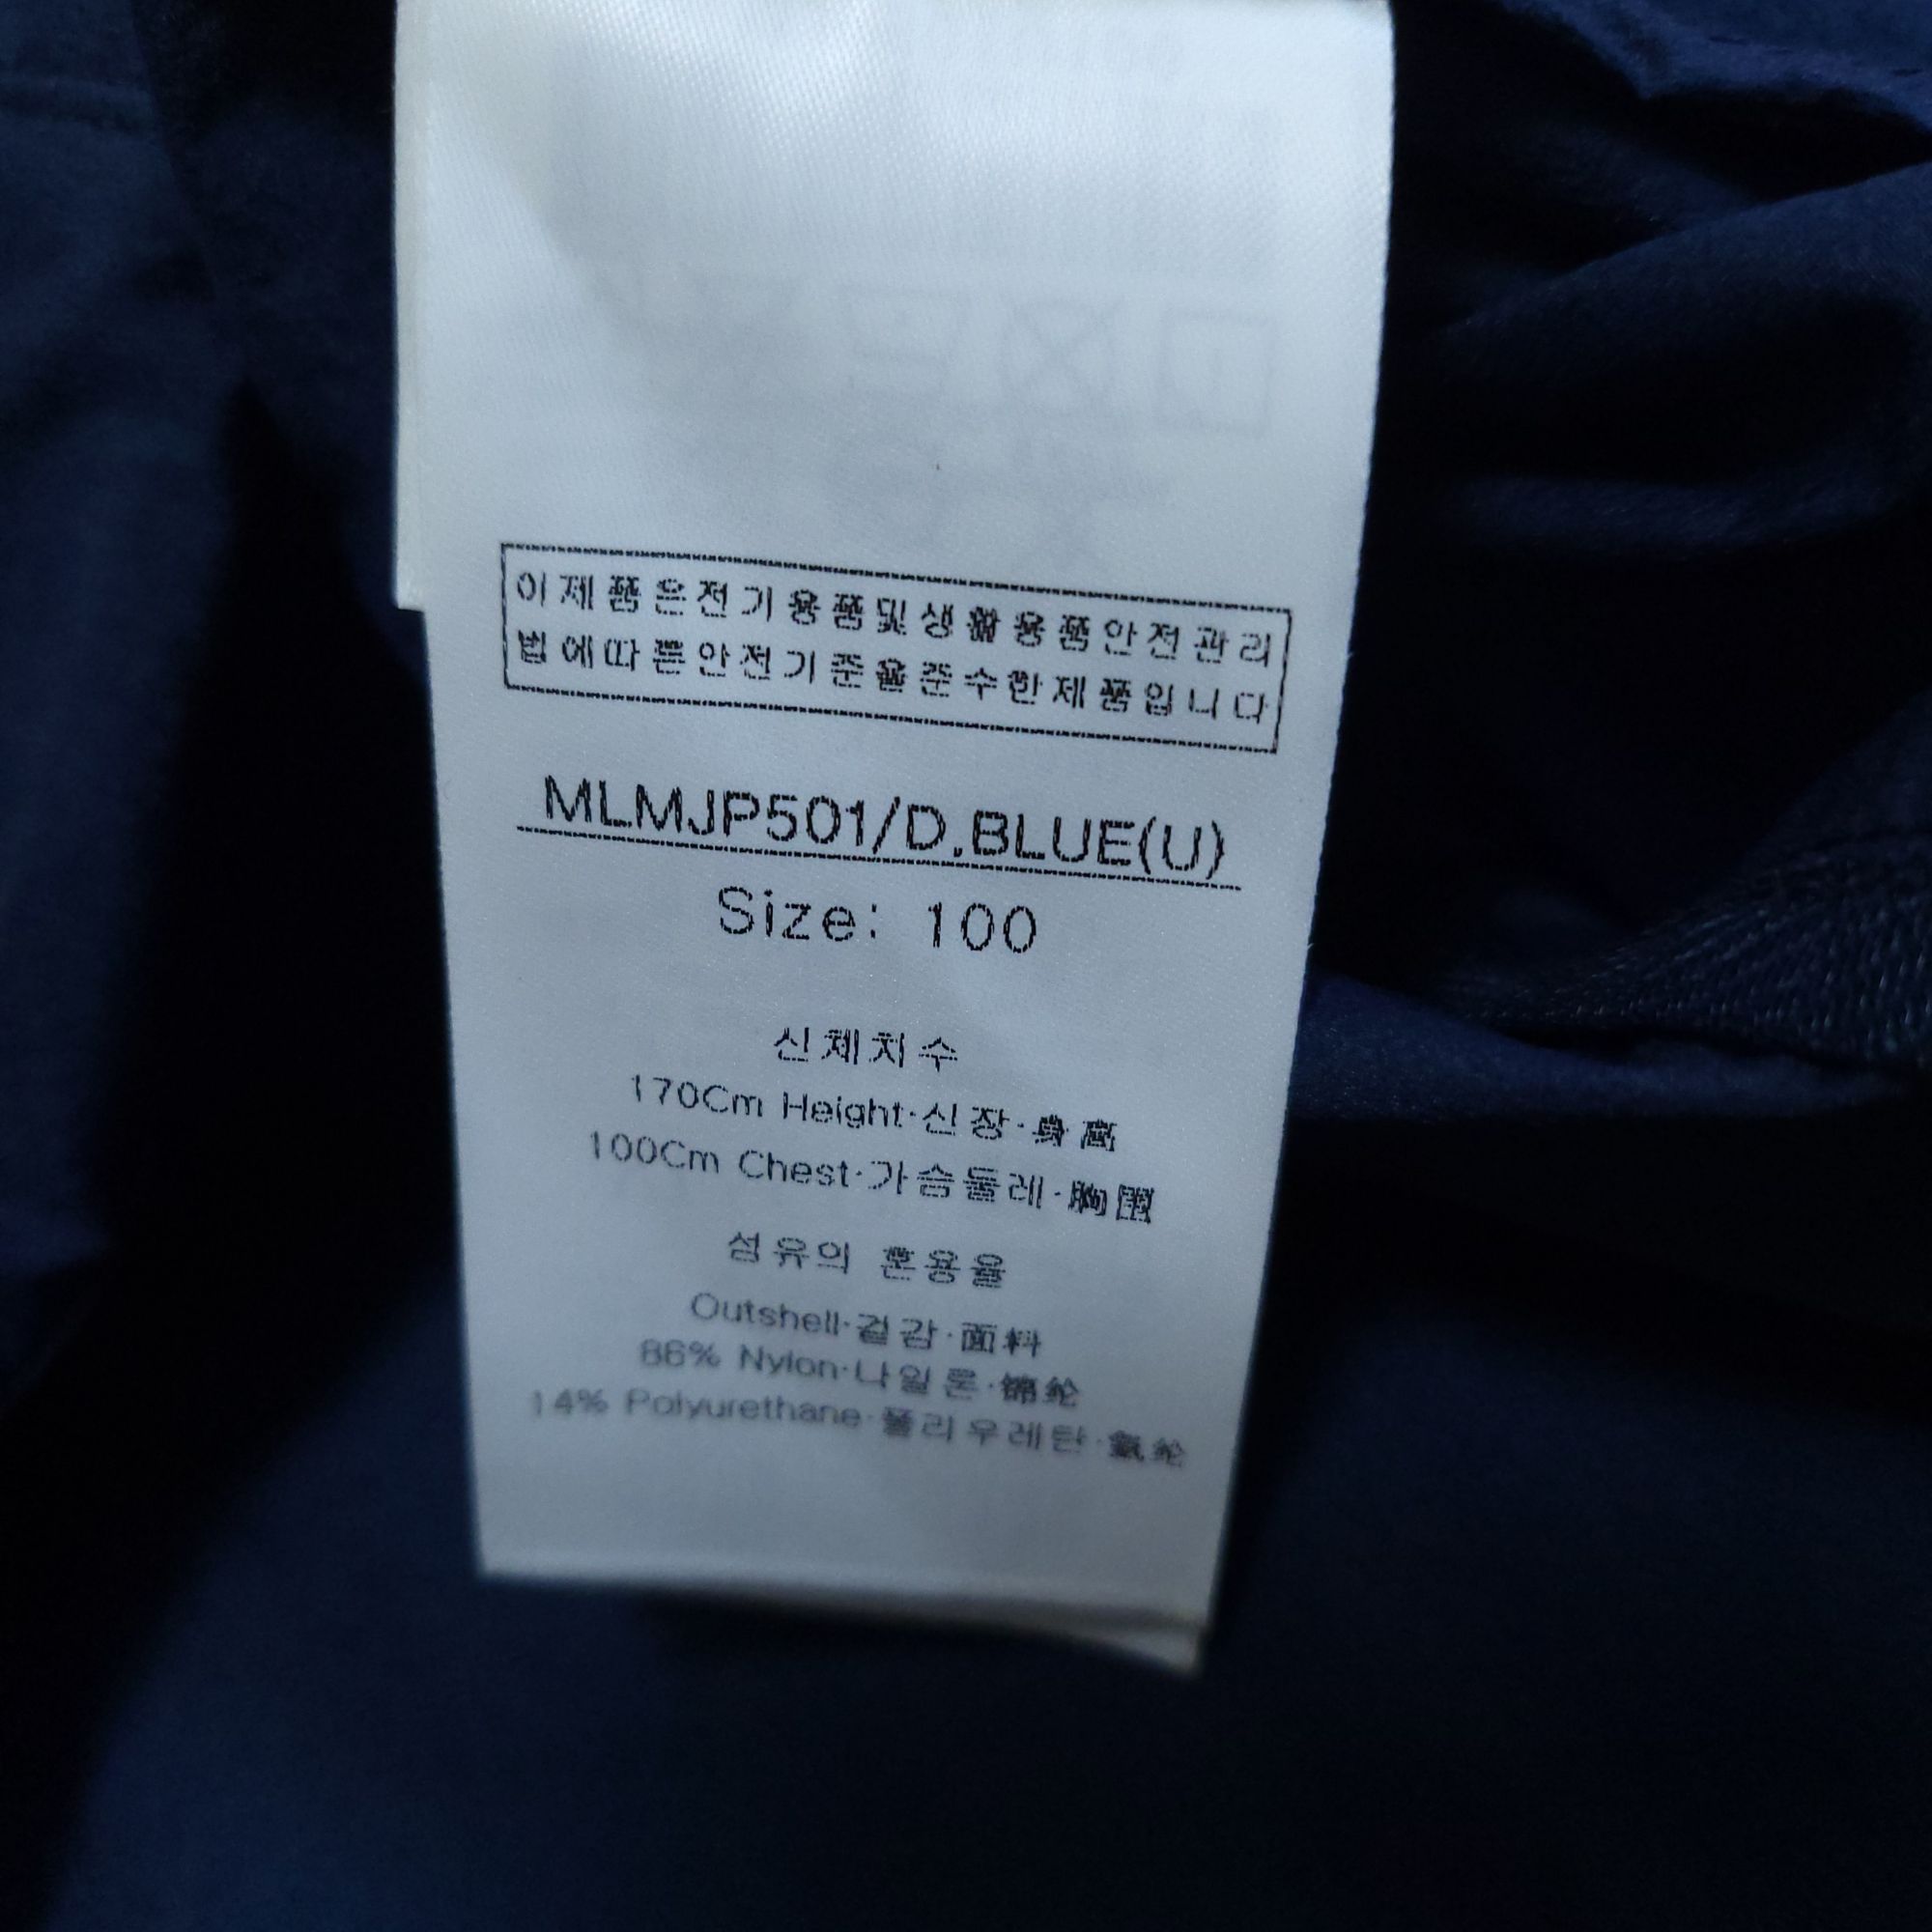 이제품은전기용품및생활용품안전관리
법에따른안전기준을준수한제품입니다
MLMJP501/D.BLUE(U)
Size: 100
신체치수
170Cm Height·신장·身高
100Cm Chest·가슴둘레·胸围
섬유의 혼용율
Outshell·겉감·面料
86% Nylon·나일론·锦纶
14% Polyurethane·폴리우레탄·氨纶